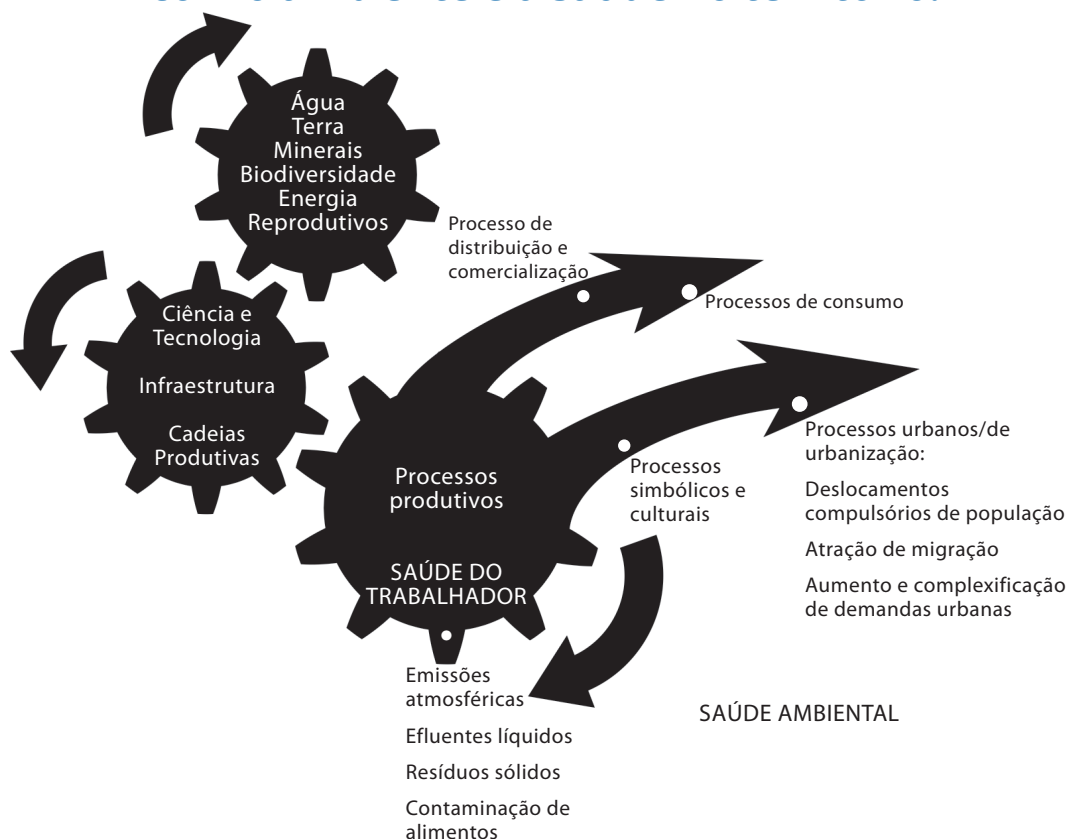 Água
Terra
Minerais
Biodiversidade
Energia
Reprodutivos
Processo de
distribuição e
comercialização
Processos de consumo
Ciência e
Tecnologia
Infraestrutura
Cadeias
Produtivas
Processos
produtivos
SAÚDE DO
TRABALHADOR
Processos
simbólicos e
culturais
Processos urbanos/de
urbanização:
Deslocamentos
compulsórios de população
Atração de migração
Aumento e complexificação
de demandas urbanas
Emissões
atmosféricas
Efluentes líquidos
Resíduos sólidos
Contaminação de
alimentos
SAÚDE AMBIENTAL